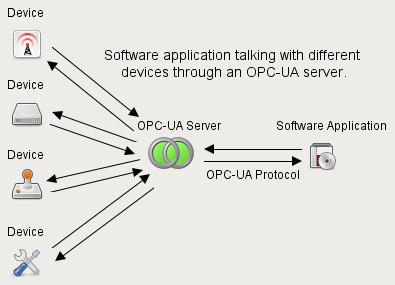 Device
Software application talking with different
devices through an OPC-UA server.
Device
OPC-UA Server
Software Application
Device
OPC-UA Protocol
Device